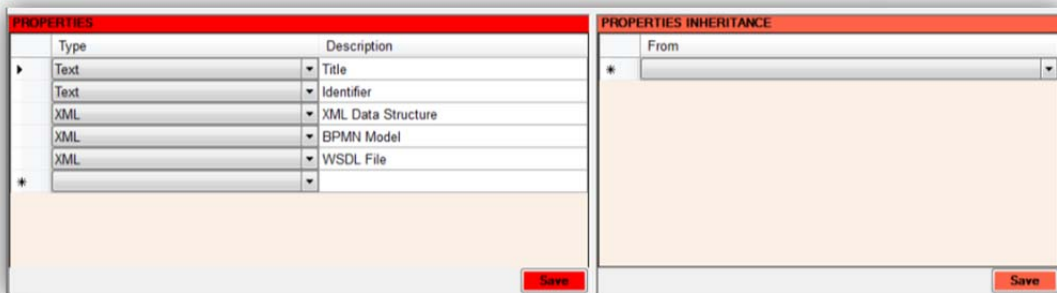 PROPERTIES
Type Description
Text Title
Text Identifier
XML XML Data Structure
XML BPMN Model
XML WSDL File
Save
PROPERTIES INHERITANCE
From
Save